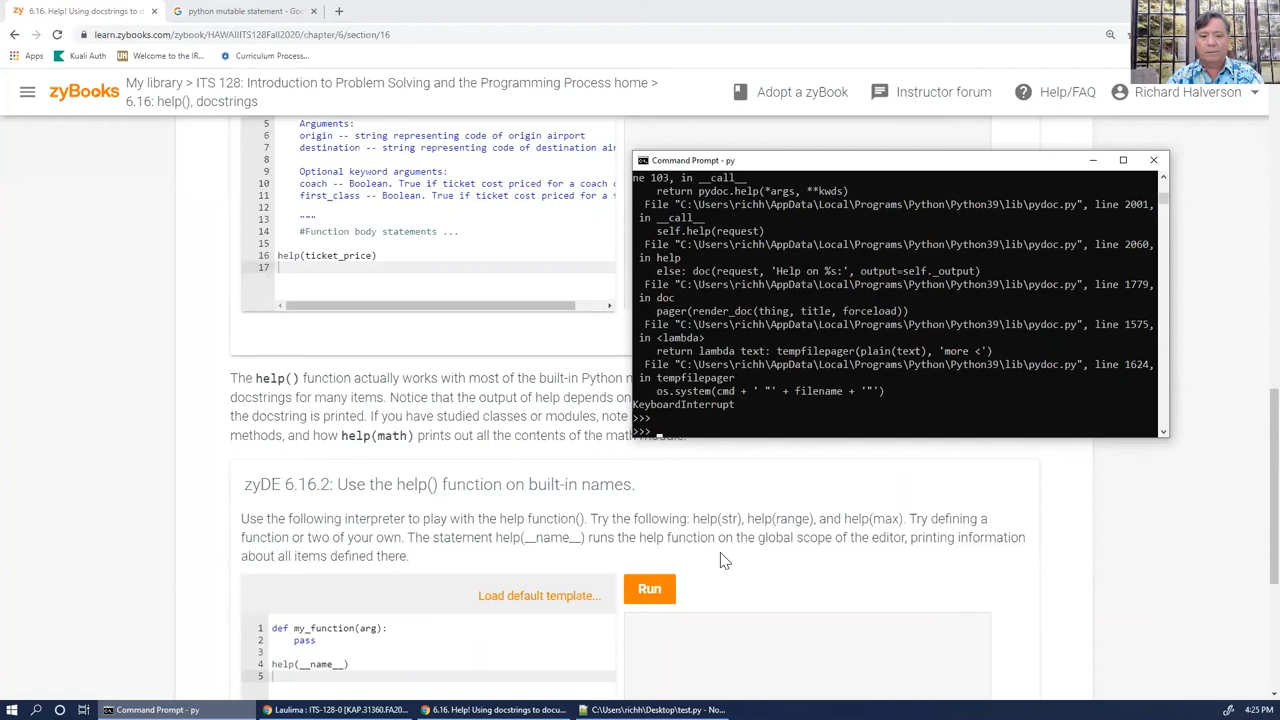 6.16. Help! Using docstrings to d
python mutable statement - Goo
learn.zybooks.com/zybook/HAWAIIITS128Fall2020/chapter/6/section/16
Apps
Kuali Auth
Welcome to the IR...
Curriculum Process...
zyBooks
My library > ITS 128: Introduction to Problem Solving and the Programming Process home >
6.16: help(), docstrings
Adopt a zyBook
Instructor forum
Help/FAQ
Richard Halverson
5 Arguments:
6 origin -- string representing code of origin airport
7 destination -- string representing code of destination air
8
9 Optional keyword arguments:
10 coach -- Boolean. True if ticket cost priced for a coach c
11 first_class -- Boolean. True if ticket cost priced for a f
12
13 """
14 #Function body statements ...
15
16 help(ticket_price)
17
Command Prompt - py
ne 103, in __call__
return pydoc.help(*args, **kwds)
File "C:\Users\richh\AppData\Local\Programs\Python\Python39\lib\pydoc.py", line 2001,
in __call__
self.help(request)
File "C:\Users\richh\AppData\Local\Programs\Python\Python39\lib\pydoc.py", line 2060,
in help
else: doc(request, 'Help on %s:', output=self._output)
File "C:\Users\richh\AppData\Local\Programs\Python\Python39\lib\pydoc.py", line 1779,
in doc
pager(render_doc(thing, title, forceload))
File "C:\Users\richh\AppData\Local\Programs\Python\Python39\lib\pydoc.py", line 1575,
in <lambda>
return lambda text: tempfilepager(plain(text), 'more <')
File "C:\Users\richh\AppData\Local\Programs\Python\Python39\lib\pydoc.py", line 1624,
in tempfilepager
os.system(cmd + ' "' + filename + '"')
KeyboardInterrupt
>>>
>>> _
The help() function actually works with most of the built-in Python
docstrings for many items. Notice that the output of help depends on
the docstring is printed. If you have studied classes or modules, note
methods, and how help(math) prints out all the contents of the math module.
zyDE 6.16.2: Use the help() function on built-in names.
Use the following interpreter to play with the help function(). Try the following: help(str), help(range), and help(max). Try defining a
function or two of your own. The statement help(__name__) runs the help function on the global scope of the editor, printing information
about all items defined there.
Load default template...
Run
1 def my_function(arg):
2 pass
3
4 help(__name__)
5
Command Prompt - py
Laulima : ITS-128-0 [KAP.31360.FA20...
6.16. Help! Using docstrings to docu...
C:\Users\richh\Desktop\test.py - No...
4:25 PM